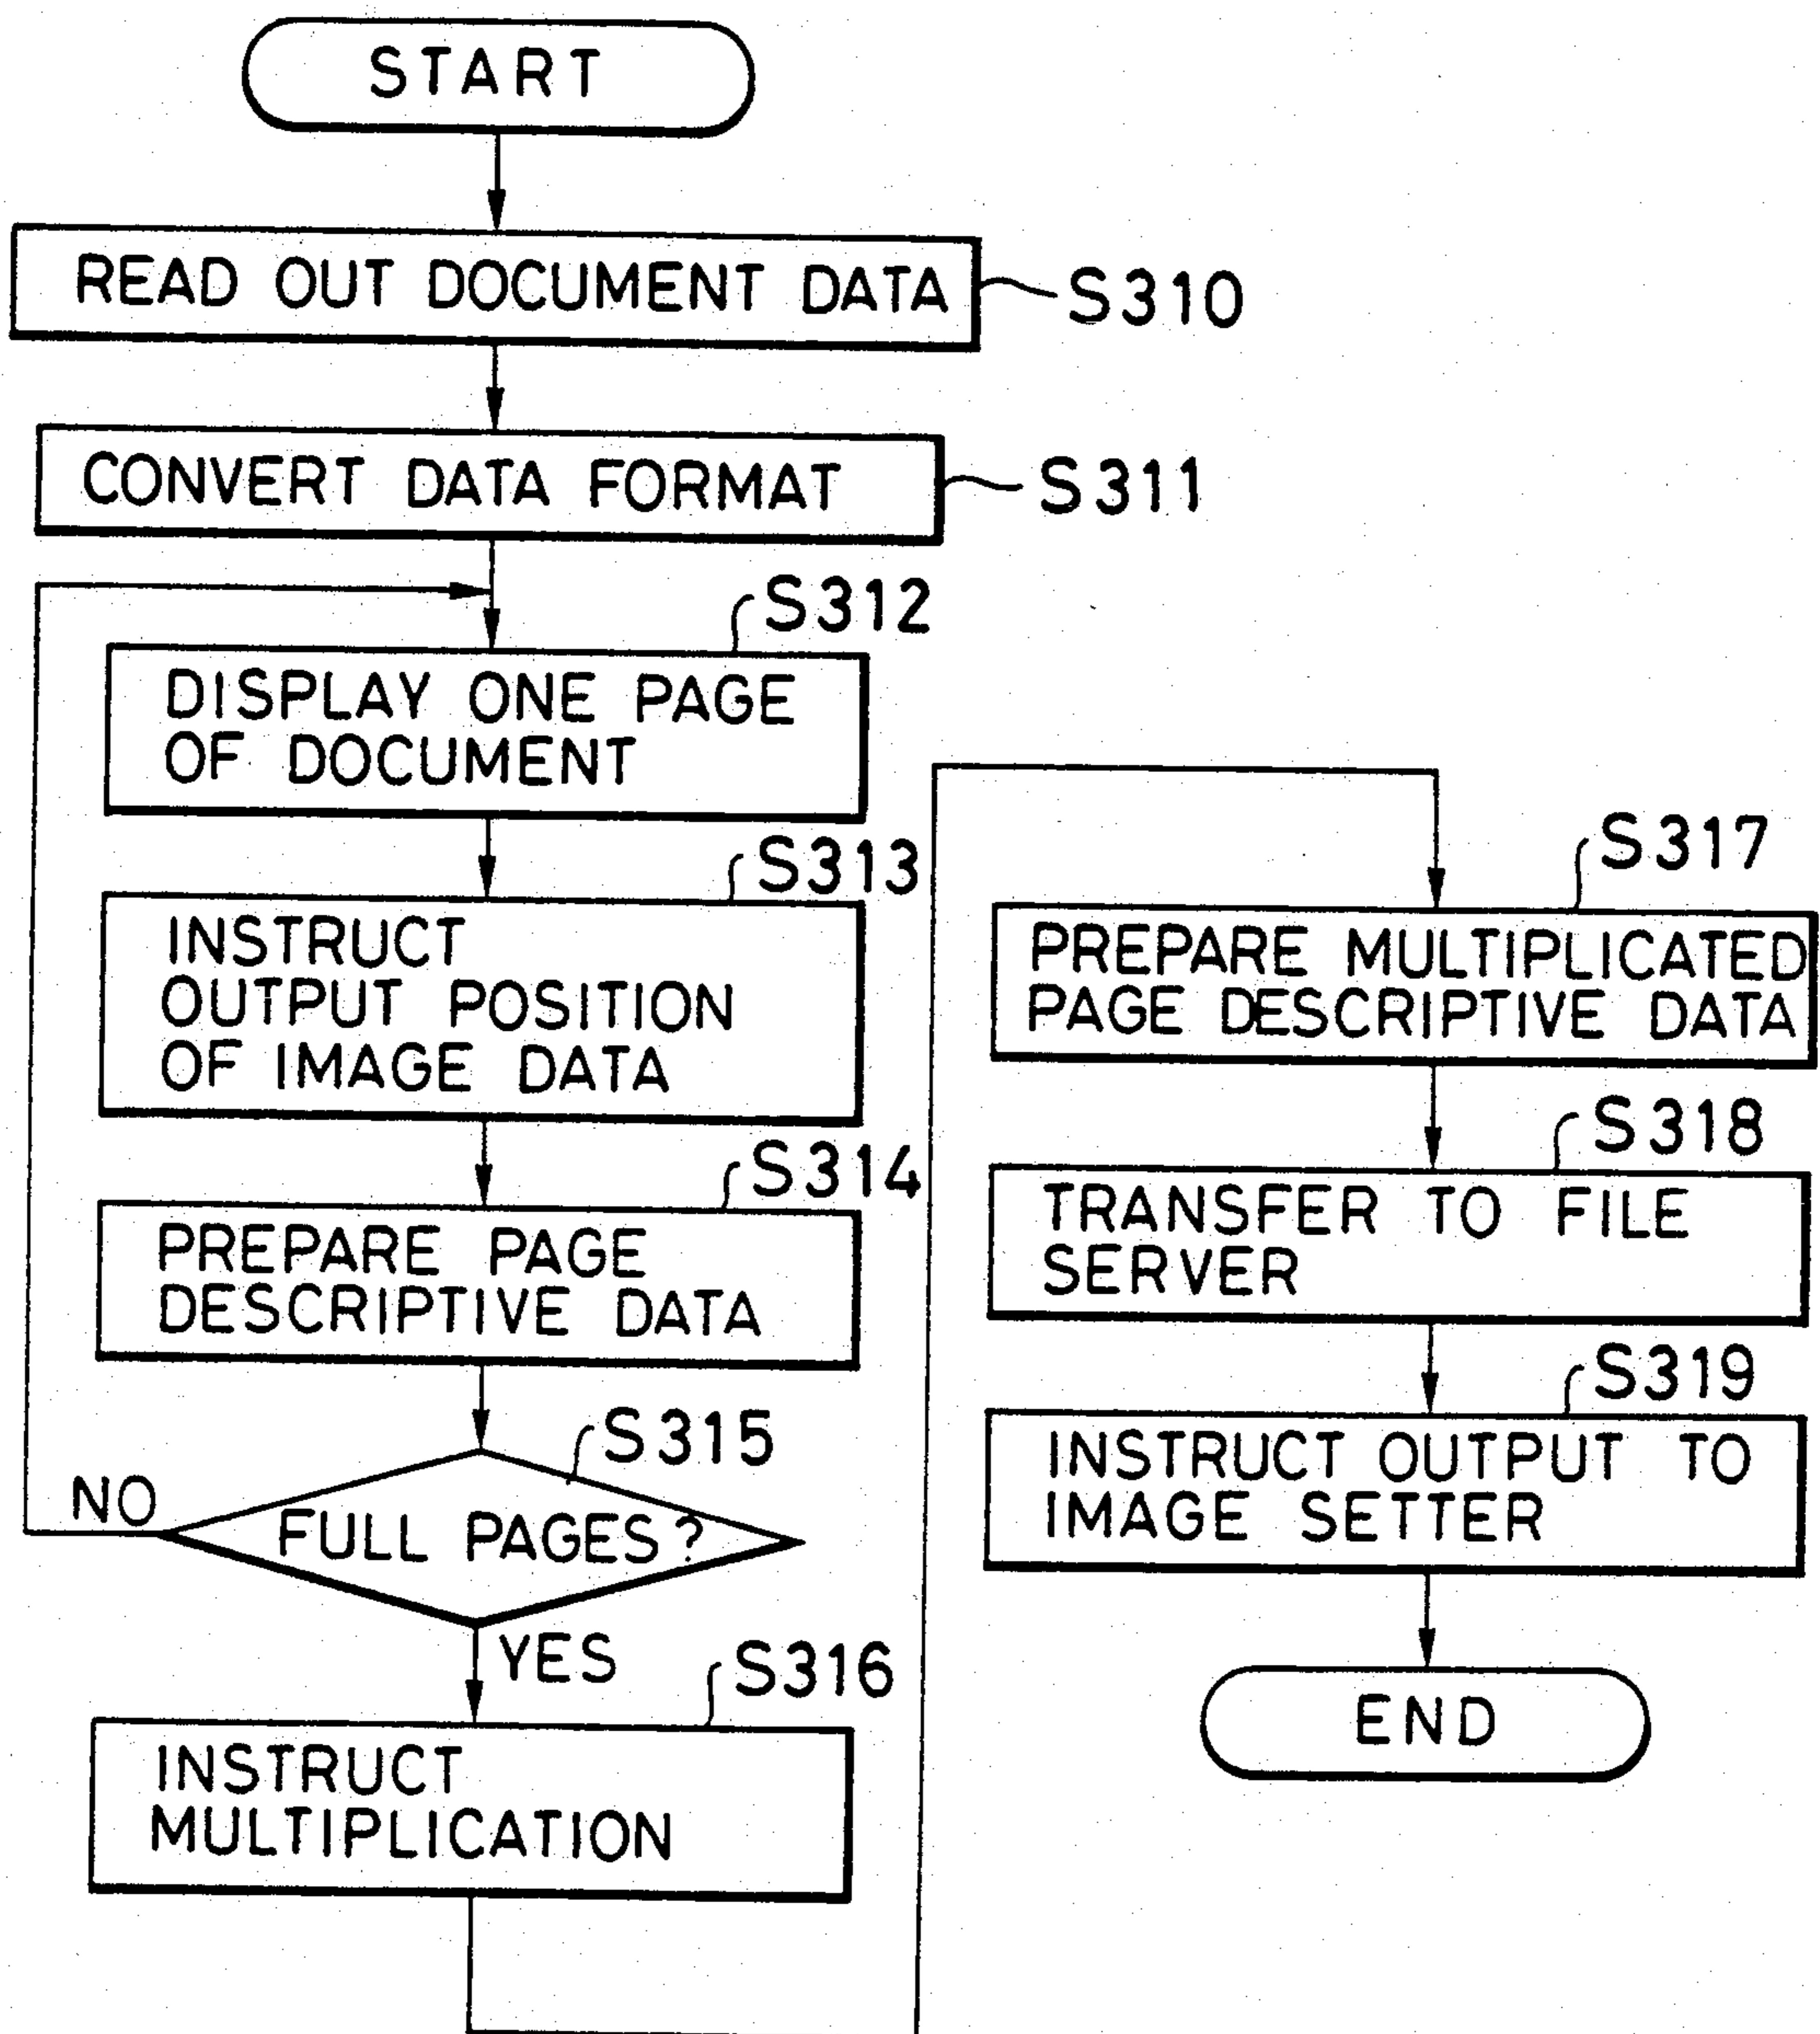 START
READ OUT DOCUMENT DATA
S310
CONVERT DATA FORMAT
S311
S312
DISPLAY ONE PAGE
OF DOCUMENT
S313
INSTRUCT
OUTPUT POSITION
OF IMAGE DATA
S314
PREPARE PAGE
DESCRIPTIVE DATA
S315
NO
FULL PAGES?
YES
S316
INSTRUCT
MULTIPLICATION
S317
PREPARE MULTIPLICATED
PAGE DESCRIPTIVE DATA
S318
TRANSFER TO FILE
SERVER
S319
INSTRUCT OUTPUT TO
IMAGE SETTER
END